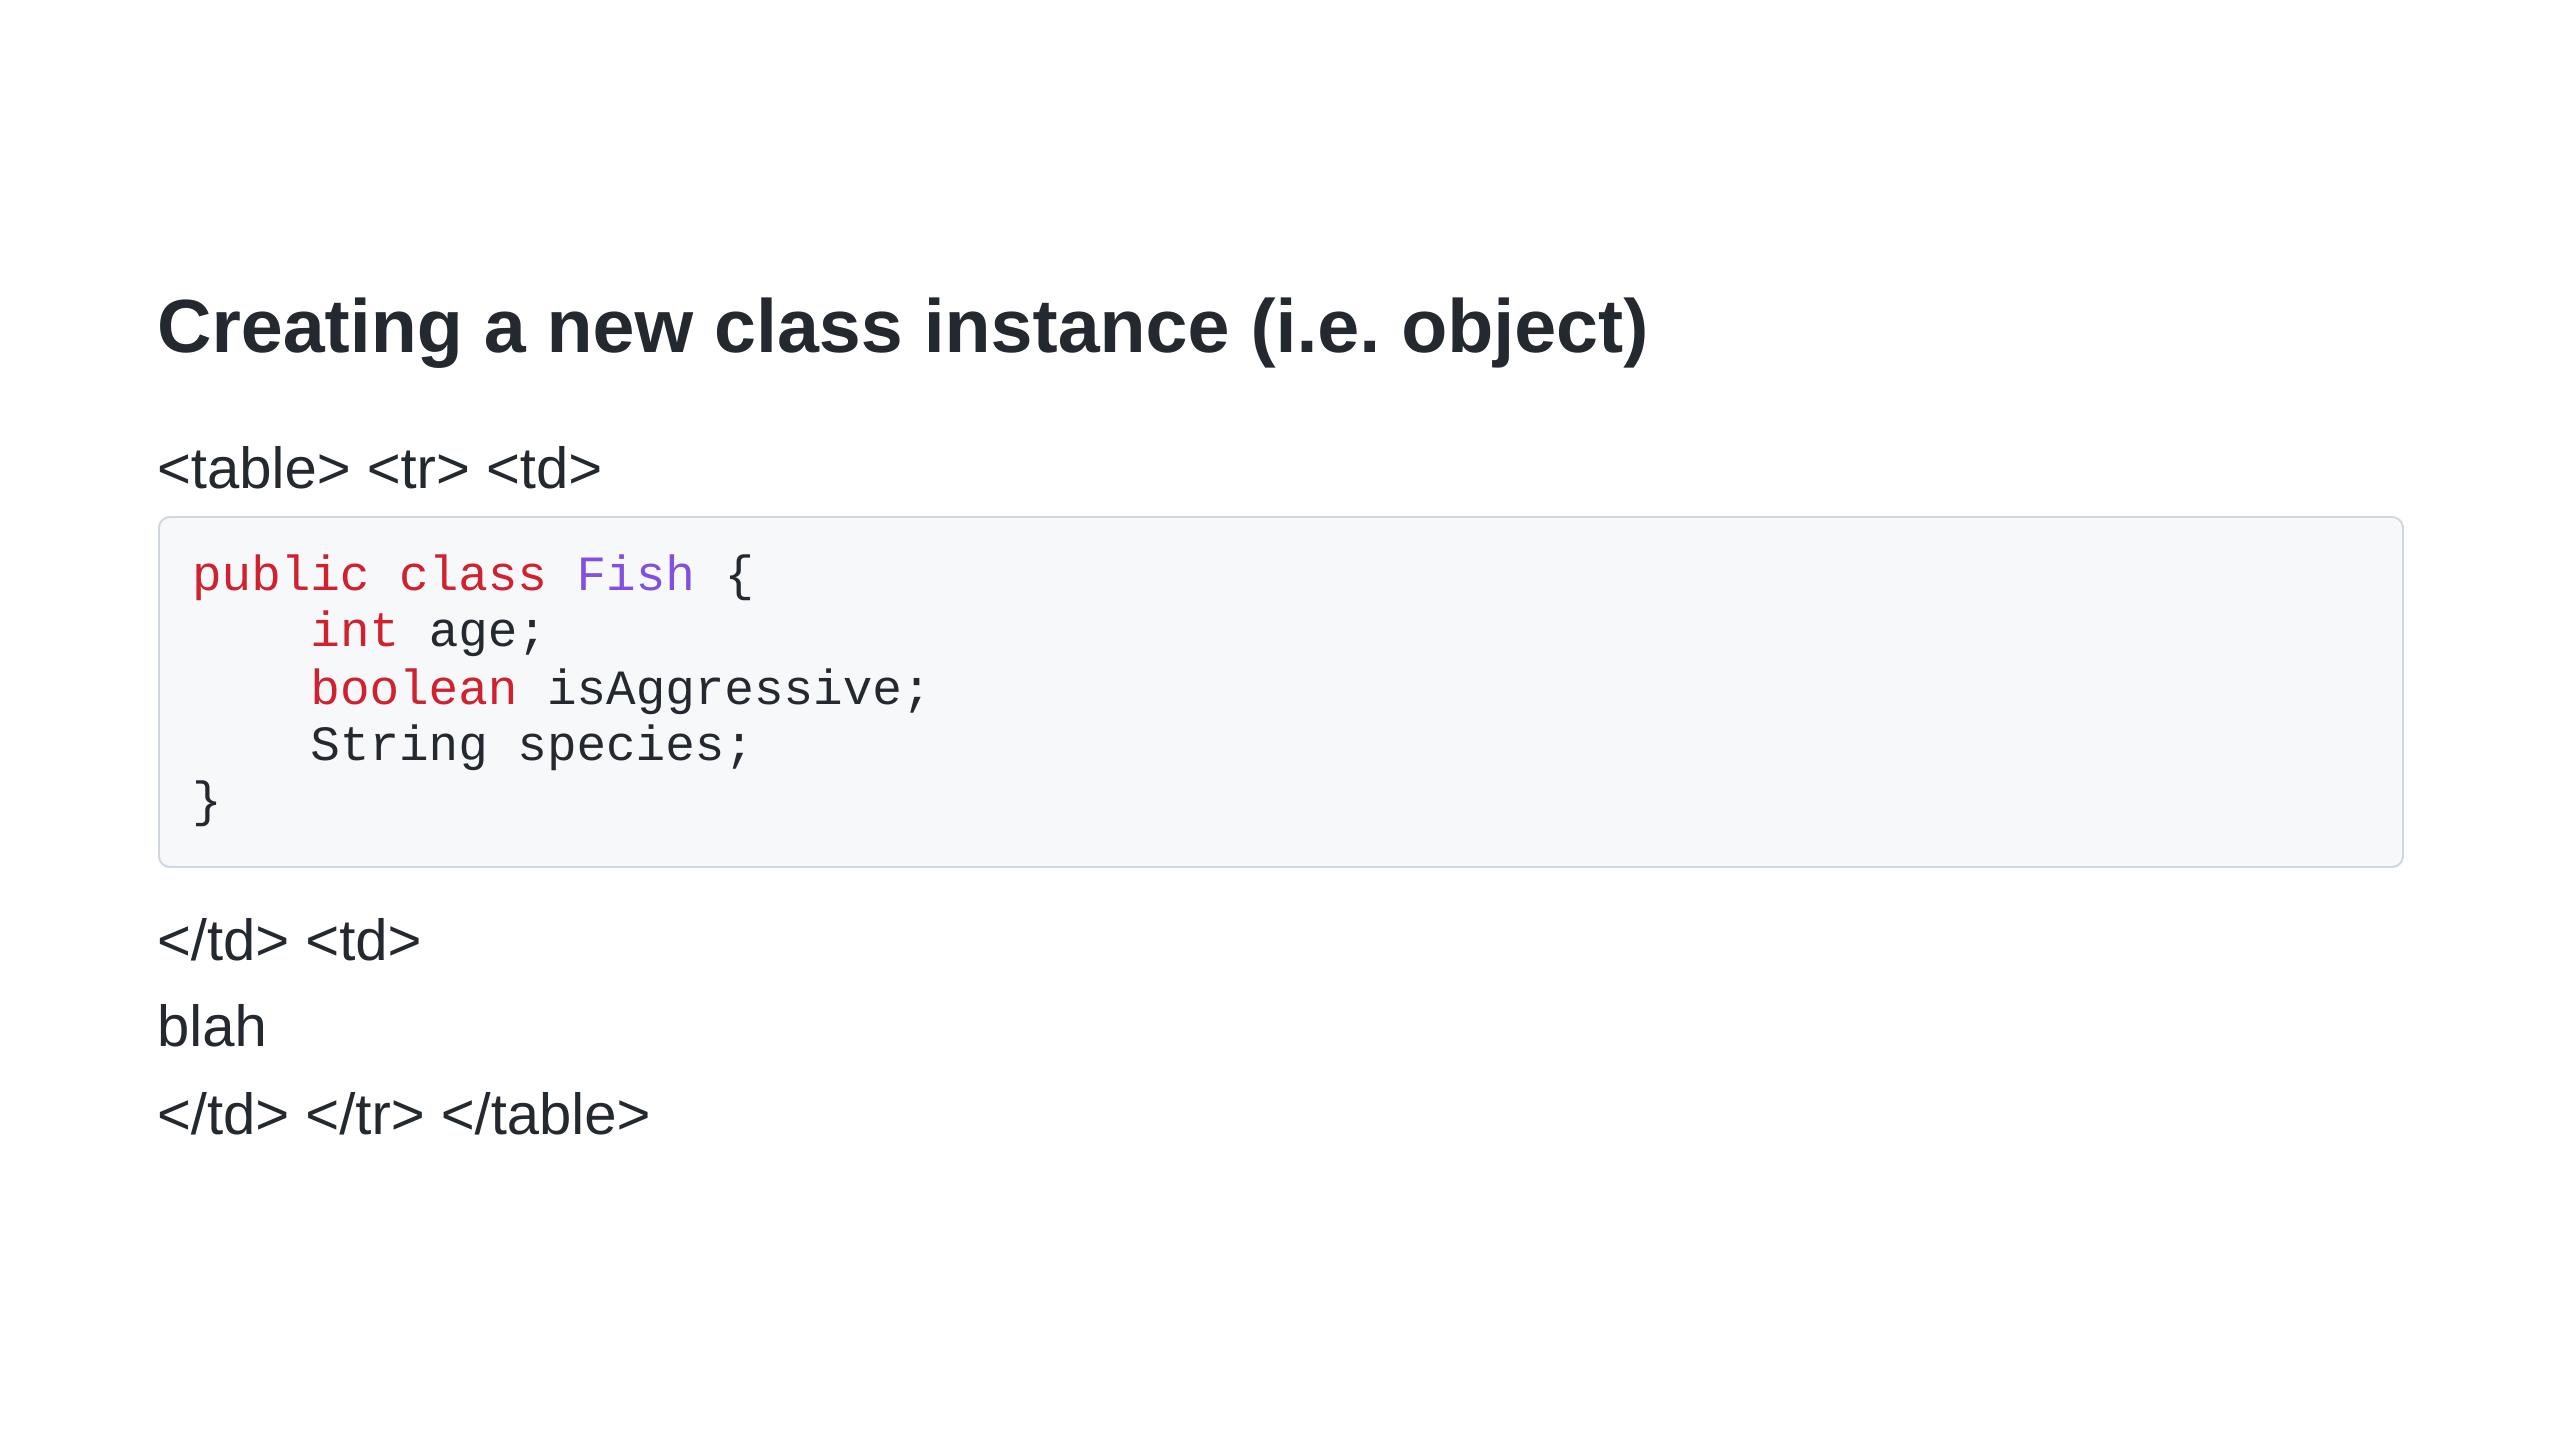 Creating a new class instance (i.e. object)
<table> <tr> <td>
public class Fish {
    int age;
    boolean isAggressive;
    String species;
}
</td> <td>
blah
</td> </tr> </table>